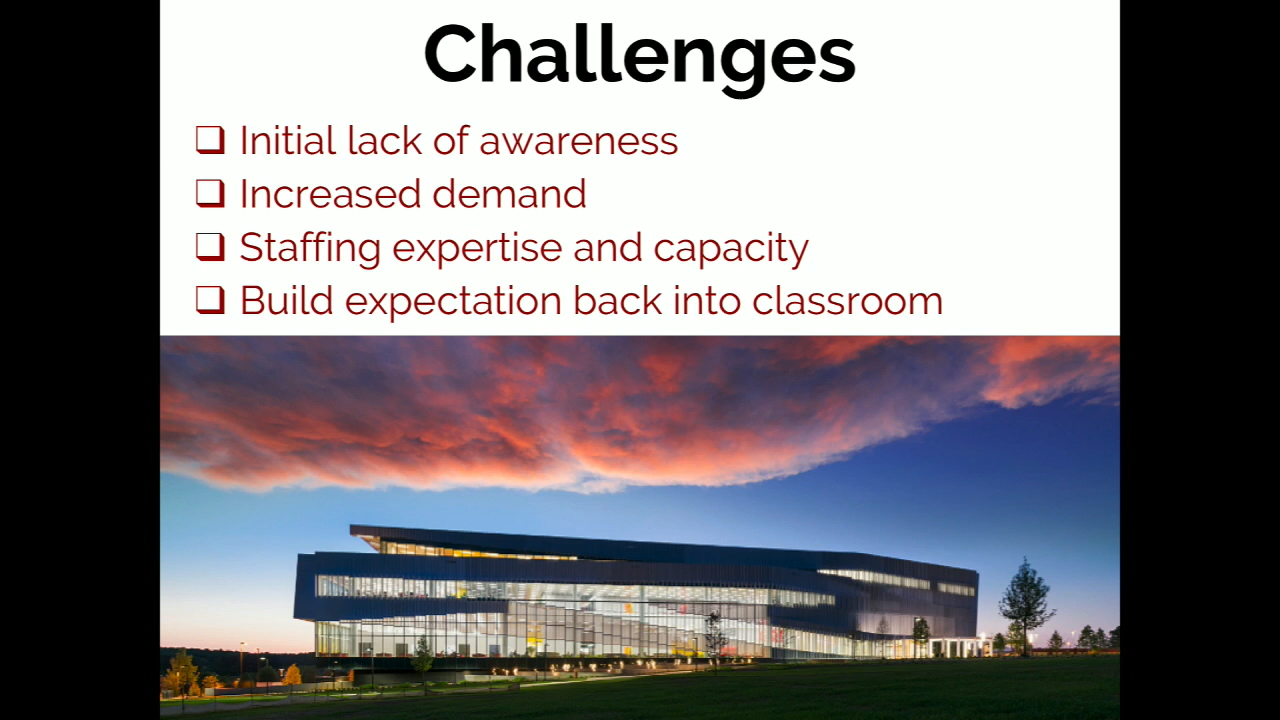 Challenges
❑ Initial lack of awareness
❑ Increased demand
❑ Staffing expertise and capacity
❑ Build expectation back into classroom